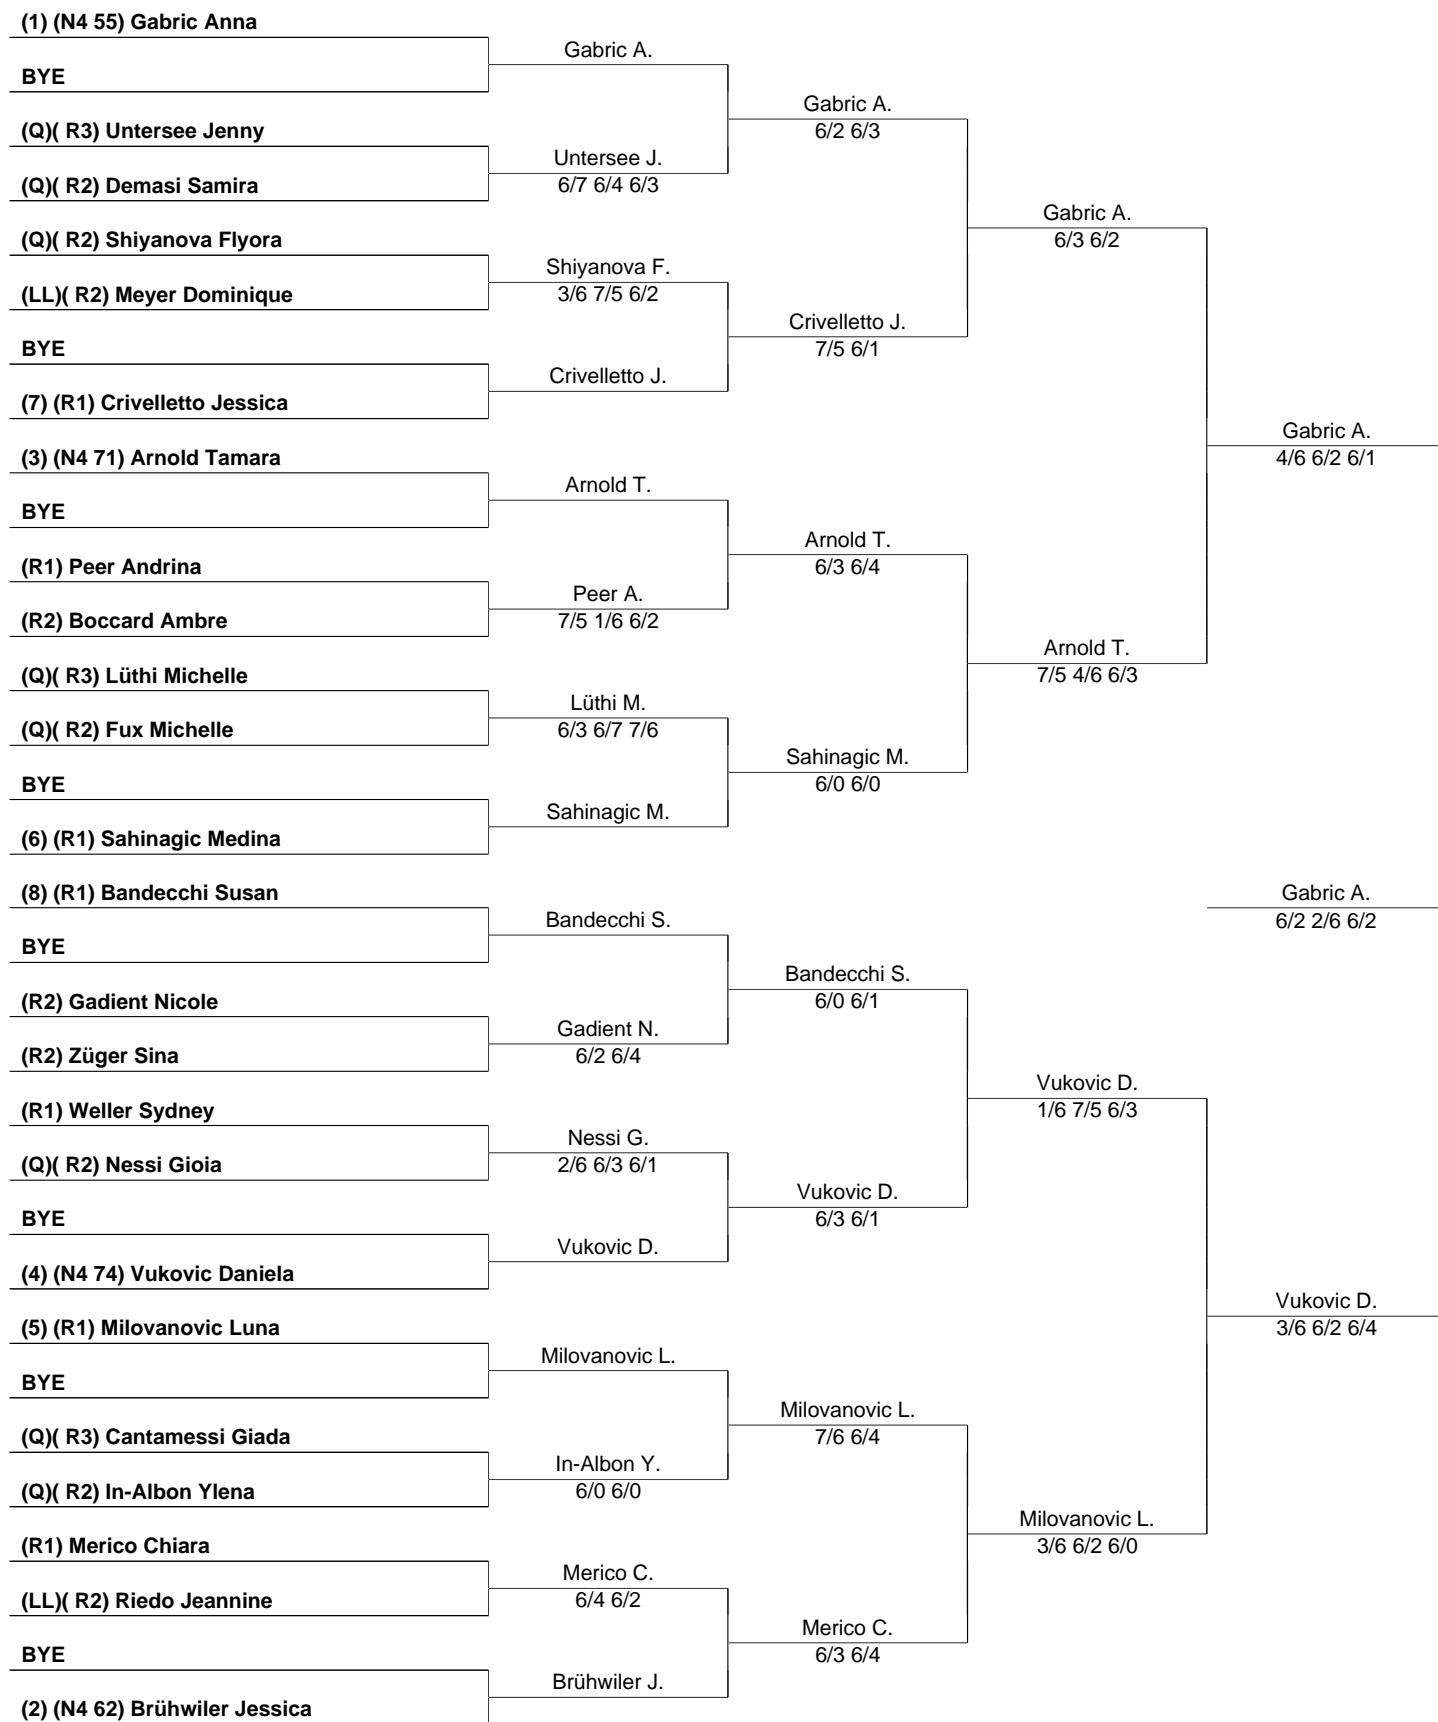 (1) (N4 55) Gabric Anna
BYE
(Q)( R3) Untersee Jenny
(Q)( R2) Demasi Samira
(Q)( R2) Shiyanova Flyora
(LL)( R2) Meyer Dominique
BYE
(7) (R1) Crivelletto Jessica
(3) (N4 71) Arnold Tamara
BYE
(R1) Peer Andrina
(R2) Boccard Ambre
(Q)( R3) Lüthi Michelle
(Q)( R2) Fux Michelle
BYE
(6) (R1) Sahinagic Medina
(8) (R1) Bandecchi Susan
BYE
(R2) Gadient Nicole
(R2) Züger Sina
(R1) Weller Sydney
(Q)( R2) Nessi Gioia
BYE
(4) (N4 74) Vukovic Daniela
(5) (R1) Milovanovic Luna
BYE
(Q)( R3) Cantamessi Giada
(Q)( R2) In-Albon Ylena
(R1) Merico Chiara
(LL)( R2) Riedo Jeannine
BYE
(2) (N4 62) Brühwiler Jessica
Gabric A.
Untersee J.
6/7 6/4 6/3
Shiyanova F.
3/6 7/5 6/2
Crivelletto J.
Arnold T.
Peer A.
7/5 1/6 6/2
Lüthi M.
6/3 6/7 7/6
Sahinagic M.
Bandecchi S.
Gadient N.
6/2 6/4
Nessi G.
2/6 6/3 6/1
Vukovic D.
Milovanovic L.
In-Albon Y.
6/0 6/0
Merico C.
6/4 6/2
Brühwiler J.
Gabric A.
6/2 6/3
Crivelletto J.
7/5 6/1
Arnold T.
6/3 6/4
Sahinagic M.
6/0 6/0
Bandecchi S.
6/0 6/1
Vukovic D.
6/3 6/1
Milovanovic L.
7/6 6/4
Merico C.
6/3 6/4
Gabric A.
6/3 6/2
Arnold T.
7/5 4/6 6/3
Vukovic D.
1/6 7/5 6/3
Milovanovic L.
3/6 6/2 6/0
Gabric A.
4/6 6/2 6/1
Gabric A.
6/2 2/6 6/2
Vukovic D.
3/6 6/2 6/4